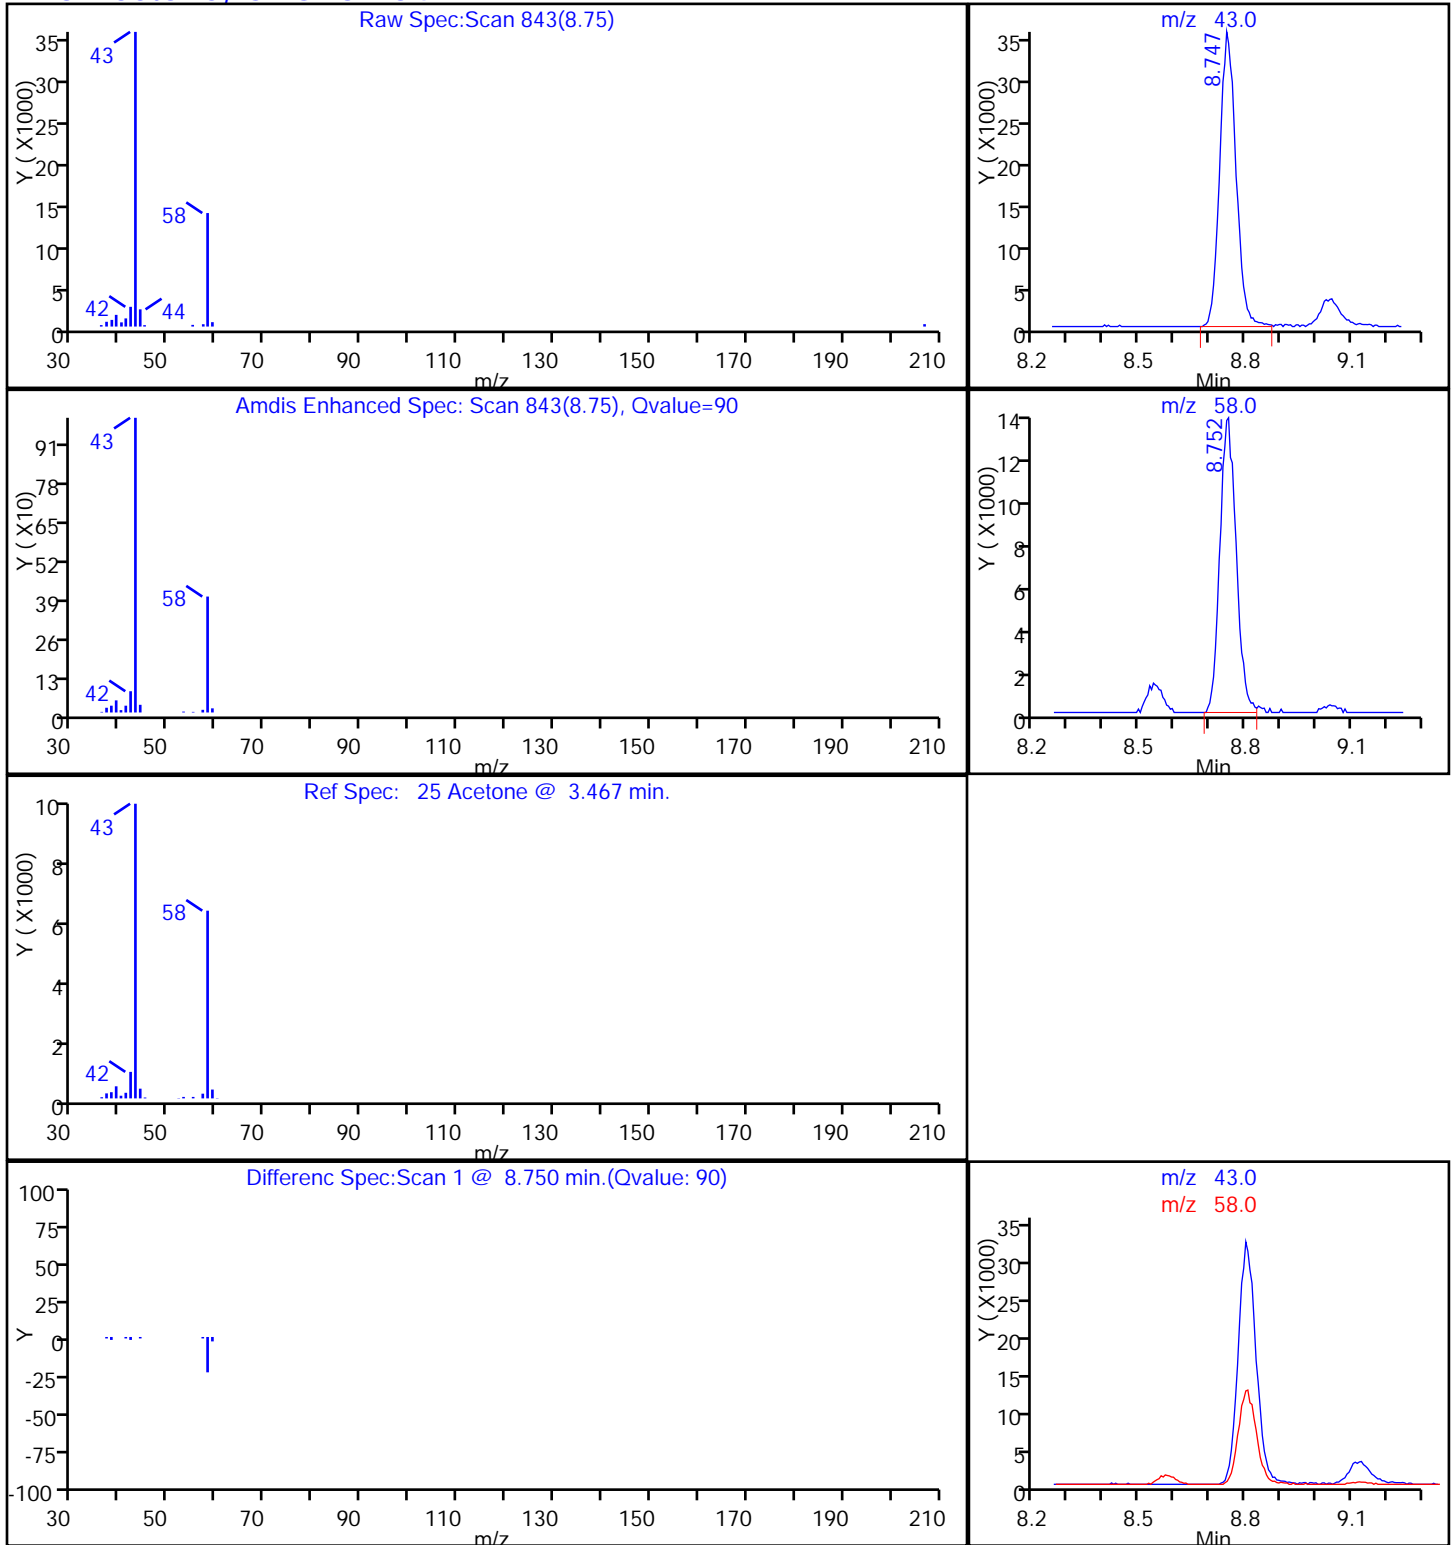 Raw Spec:Scan 843(8.75)
Y ( X1000)
35
30
25
20
15
10
5
0
43
58
42
44
30 50 70 90 110 130 150 170 190 210
m/z
m/z 43.0
Y ( X1000)
35
30
25
20
15
10
5
0
8.747
8.2 8.5 8.8 9.1
Min
Amdis Enhanced Spec: Scan 843(8.75), Qvalue=90
Y ( X10)
91
78
65
52
39
26
13
0
43
58
42
30 50 70 90 110 130 150 170 190 210
m/z
m/z 58.0
Y ( X1000)
14
12
10
8
6
4
2
0
8.752
8.2 8.5 8.8 9.1
Min
Ref Spec: 25 Acetone @ 3.467 min.
Y ( X1000)
10
8
6
4
2
0
43
58
42
30 50 70 90 110 130 150 170 190 210
m/z
Differenc Spec:Scan 1 @ 8.750 min.(Qvalue: 90)
Y
100
75
50
25
0
-25
-50
-75
-100
30 50 70 90 110 130 150 170 190 210
m/z
m/z 43.0
m/z 58.0
Y ( X1000)
35
30
25
20
15
10
5
0
8.2 8.5 8.8 9.1
Min